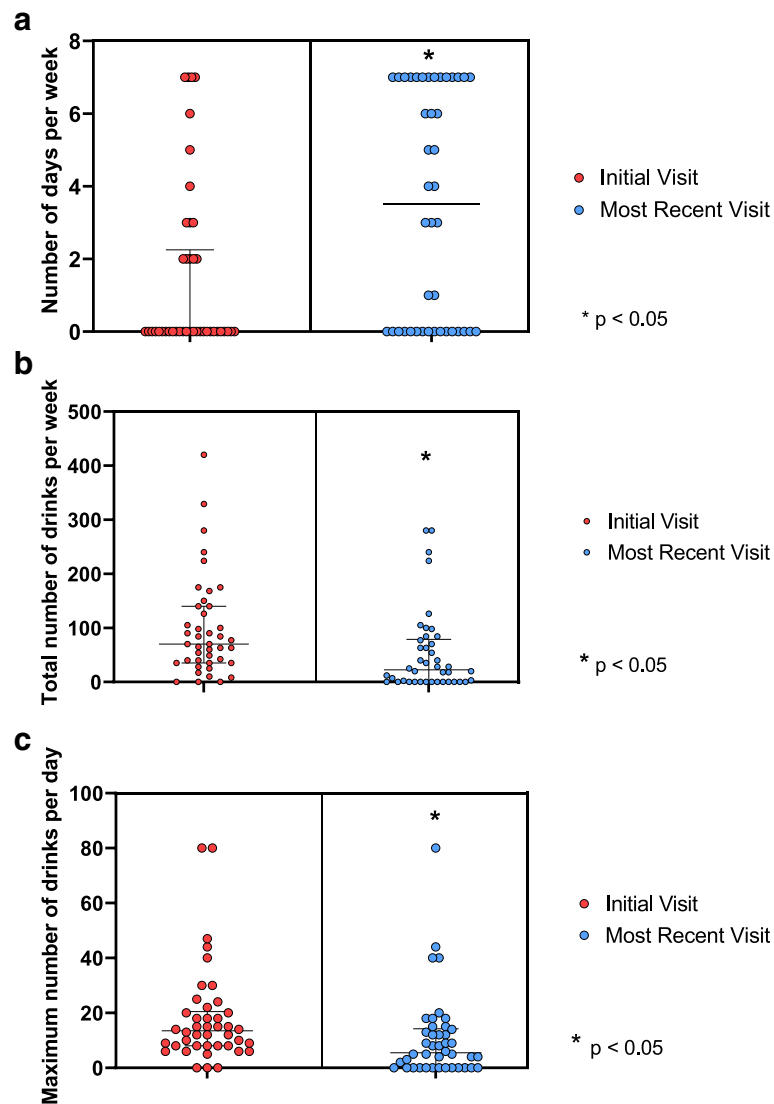 a
Number of days per week
8
6
4
2
0
*
Initial Visit
Most Recent Visit
* p < 0.05
b
Total number of drinks per week
500
400
300
200
100
0
*
Initial Visit
Most Recent Visit
* p < 0.05
c
Maximum number of drinks per day
100
80
60
40
20
0
*
Initial Visit
Most Recent Visit
* p < 0.05